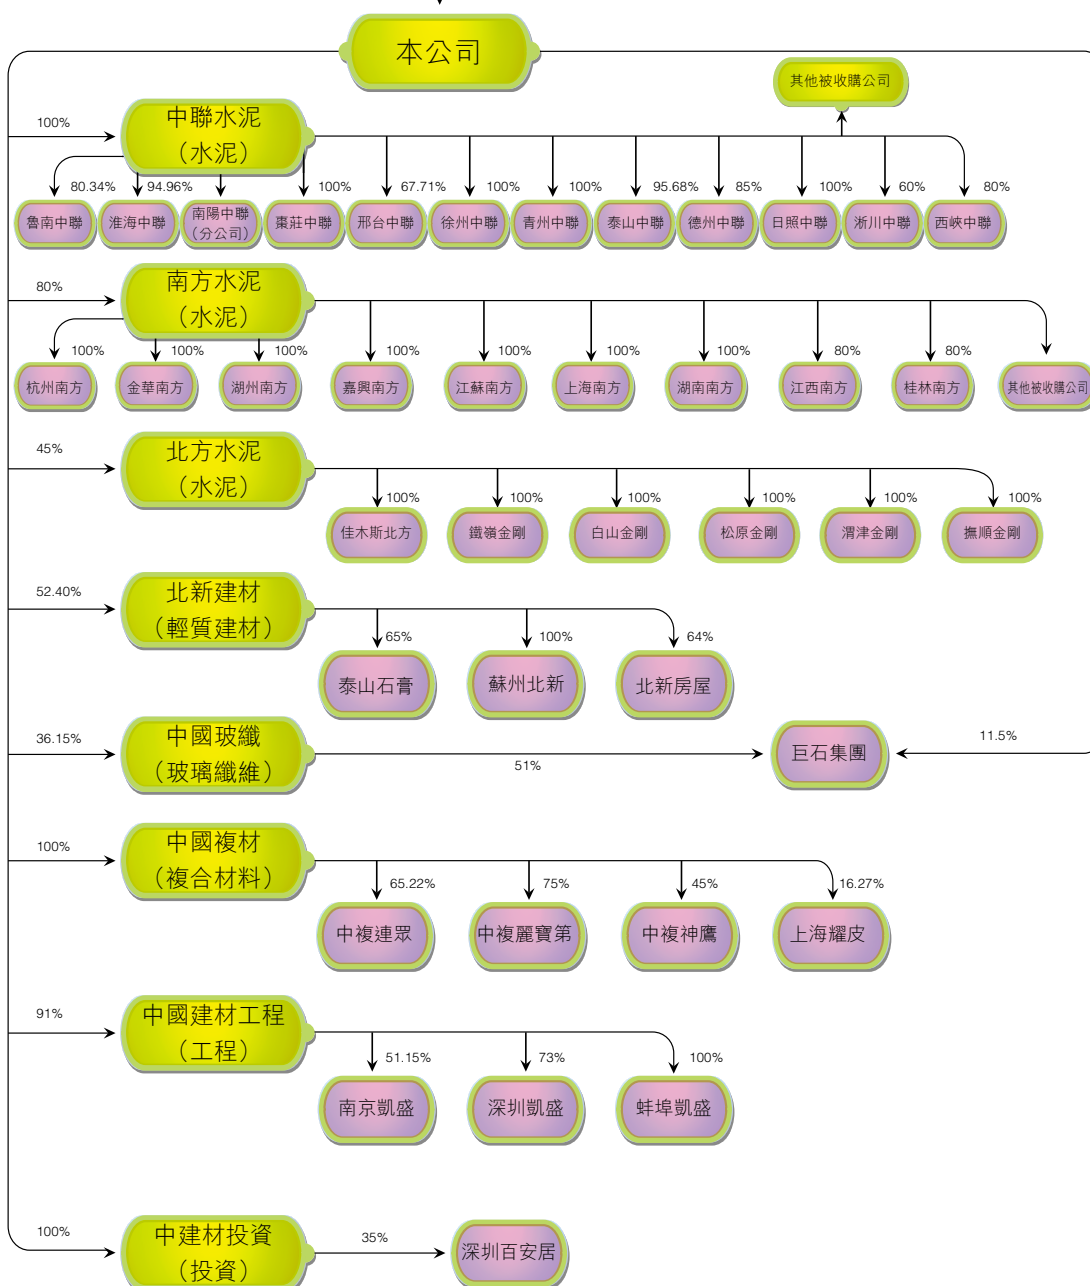 本公司
其他被收購公司
100%
中聯水泥
（水泥）
80.34%
94.96%
100%
67.71%
100%
100%
95.68%
85%
100%
60%
80%
魯南中聯
淮海中聯
南陽中聯
（分公司）
棗莊中聯
邢台中聯
徐州中聯
青州中聯
泰山中聯
德州中聯
日照中聯
淅川中聯
西峽中聯
80%
南方水泥
（水泥）
100%
100%
100%
100%
100%
100%
100%
80%
80%
杭州南方
金華南方
湖州南方
嘉興南方
江蘇南方
上海南方
湖南南方
江西南方
桂林南方
其他被收購公司
45%
北方水泥
（水泥）
100%
100%
100%
100%
100%
100%
佳木斯北方
鐵嶺金剛
白山金剛
松原金剛
渭津金剛
撫順金剛
52.40%
北新建材
（輕質建材）
65%
100%
64%
泰山石膏
蘇州北新
北新房屋
36.15%
中國玻纖
（玻璃纖維）
51%
巨石集團
11.5%
100%
中國複材
（複合材料）
65.22%
75%
45%
16.27%
中複連眾
中複麗寶第
中複神鷹
上海耀皮
91%
中國建材工程
（工程）
51.15%
73%
100%
南京凱盛
深圳凱盛
蚌埠凱盛
100%
中建材投資
（投資）
35%
深圳百安居